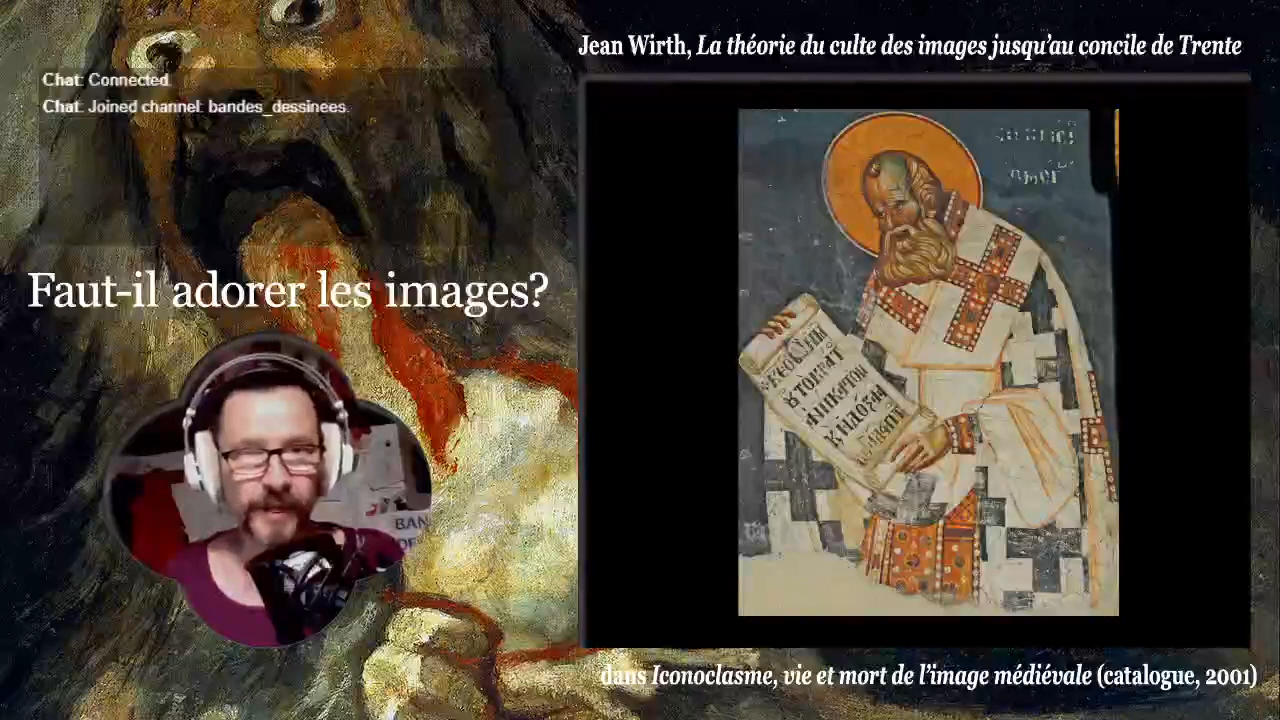 Jean Wirth, La théorie du culte des images jusqu'au concile de Trente
Chat: Connected.
Chat: Joined channel: bandes_dessinees.
Faut-il adorer les images?
BAN
dans Iconoclasme, vie et mort de l'image médiévale (catalogue, 2001)